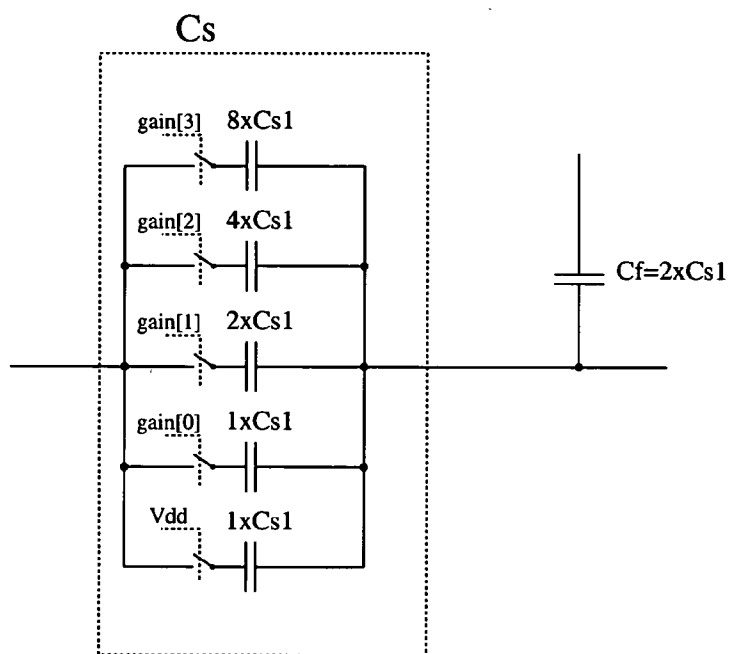 Cs
gain[3] 8xCs1
gain[2] 4xCs1
Cf=2xCs1
gain[1] 2xCs1
gain[0] 1xCs1
Vdd 1xCs1